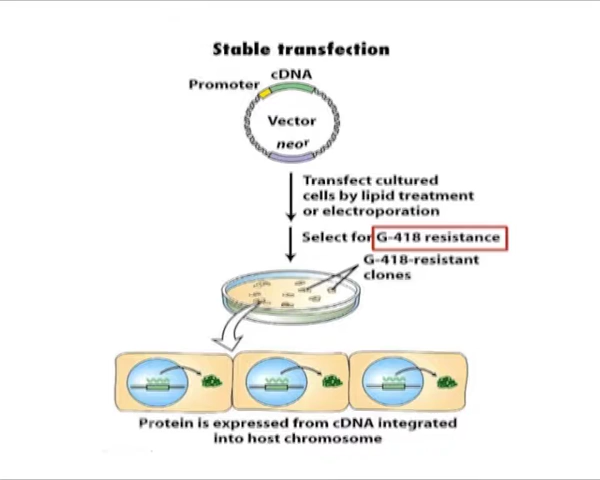 Stable transfection
cDNA
Promoter
Vector
neor
Transfect cultured
cells by lipid treatment
or electroporation
Select for G-418 resistance
G-418-resistant
clones
Protein is expressed from cDNA integrated
into host chromosome